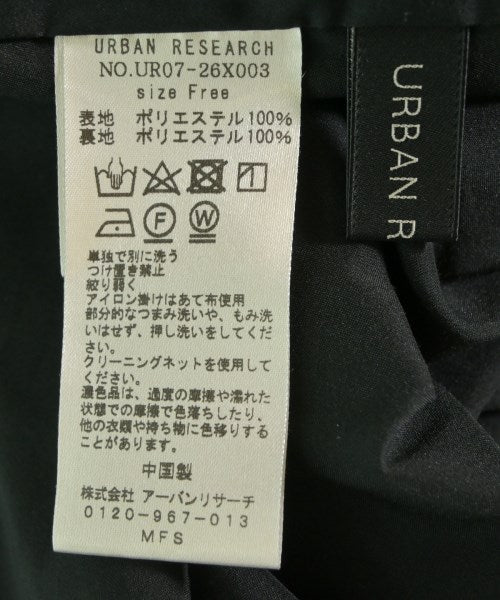 URBAN RESEARCH
NO.UR07-26X003
size Free
表地 ポリエステル100%
裏地 ポリエステル100%
F W
単独で別に洗う
つけ置き禁止
絞り弱く
アイロン掛けはあて布使用
部分的なつまみ洗いや、もみ洗
いはせず、押し洗いをしてくださ
い。
クリーニングネットを使用して
ください。
濃色品は、過度の摩擦や濡れた
状態での摩擦で色落ちしたり、
他の衣類や持ち物に色移りする
ことがあります。
中国製
株式会社 アーバンリサーチ
0120-967-013
MFS
URBAN R